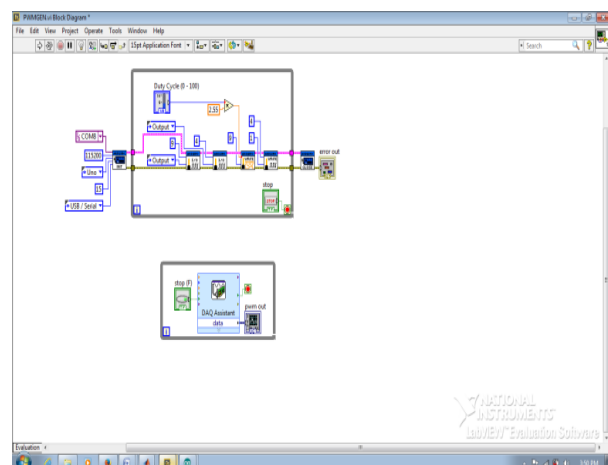 PWMGEN.vi Block Diagram *
File Edit View Project Operate Tools Window Help
15pt Application Font
Search
Duty Cycle (0 - 100)
2.55
Output
Output
115200
Uno
15
USB / Serial
error out
stop
STOP
i
stop (F)
DAQ Assistant
data
pwm out
i
NATIONAL
INSTRUMENTS
LabVIEW Evaluation Software
Evaluation